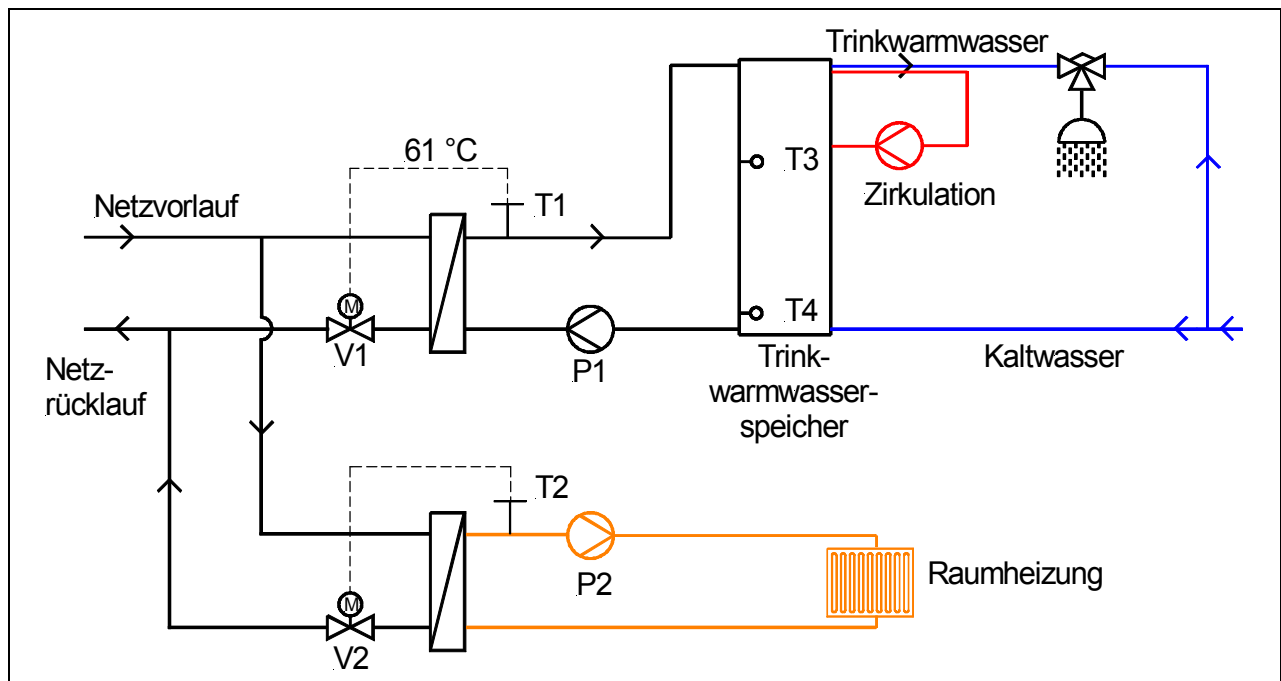 Trinkwarmwasser
61 °C
T3
T1
Zirkulation
Netzvorlauf
M
T4
V1
P1
Kaltwasser
Netz-
rücklauf
Trink-
warmwasser-
speicher
T2
P2
Raumheizung
M
V2